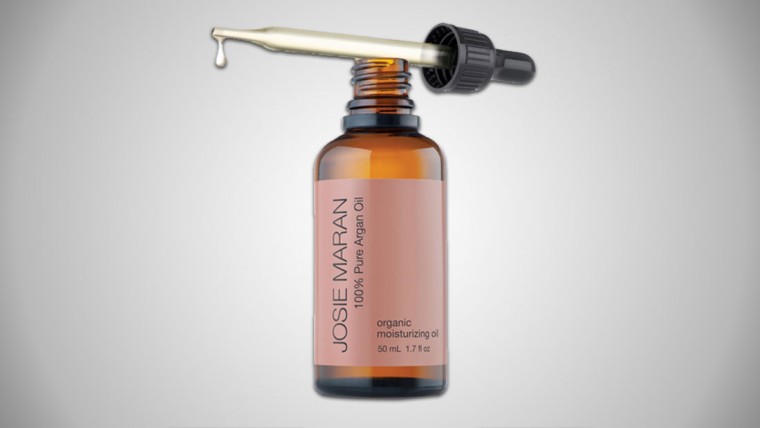 JOSIE MARAN
100% Pure Argan Oil
organic
moisturizing oil
50 mL 1.7 fl oz